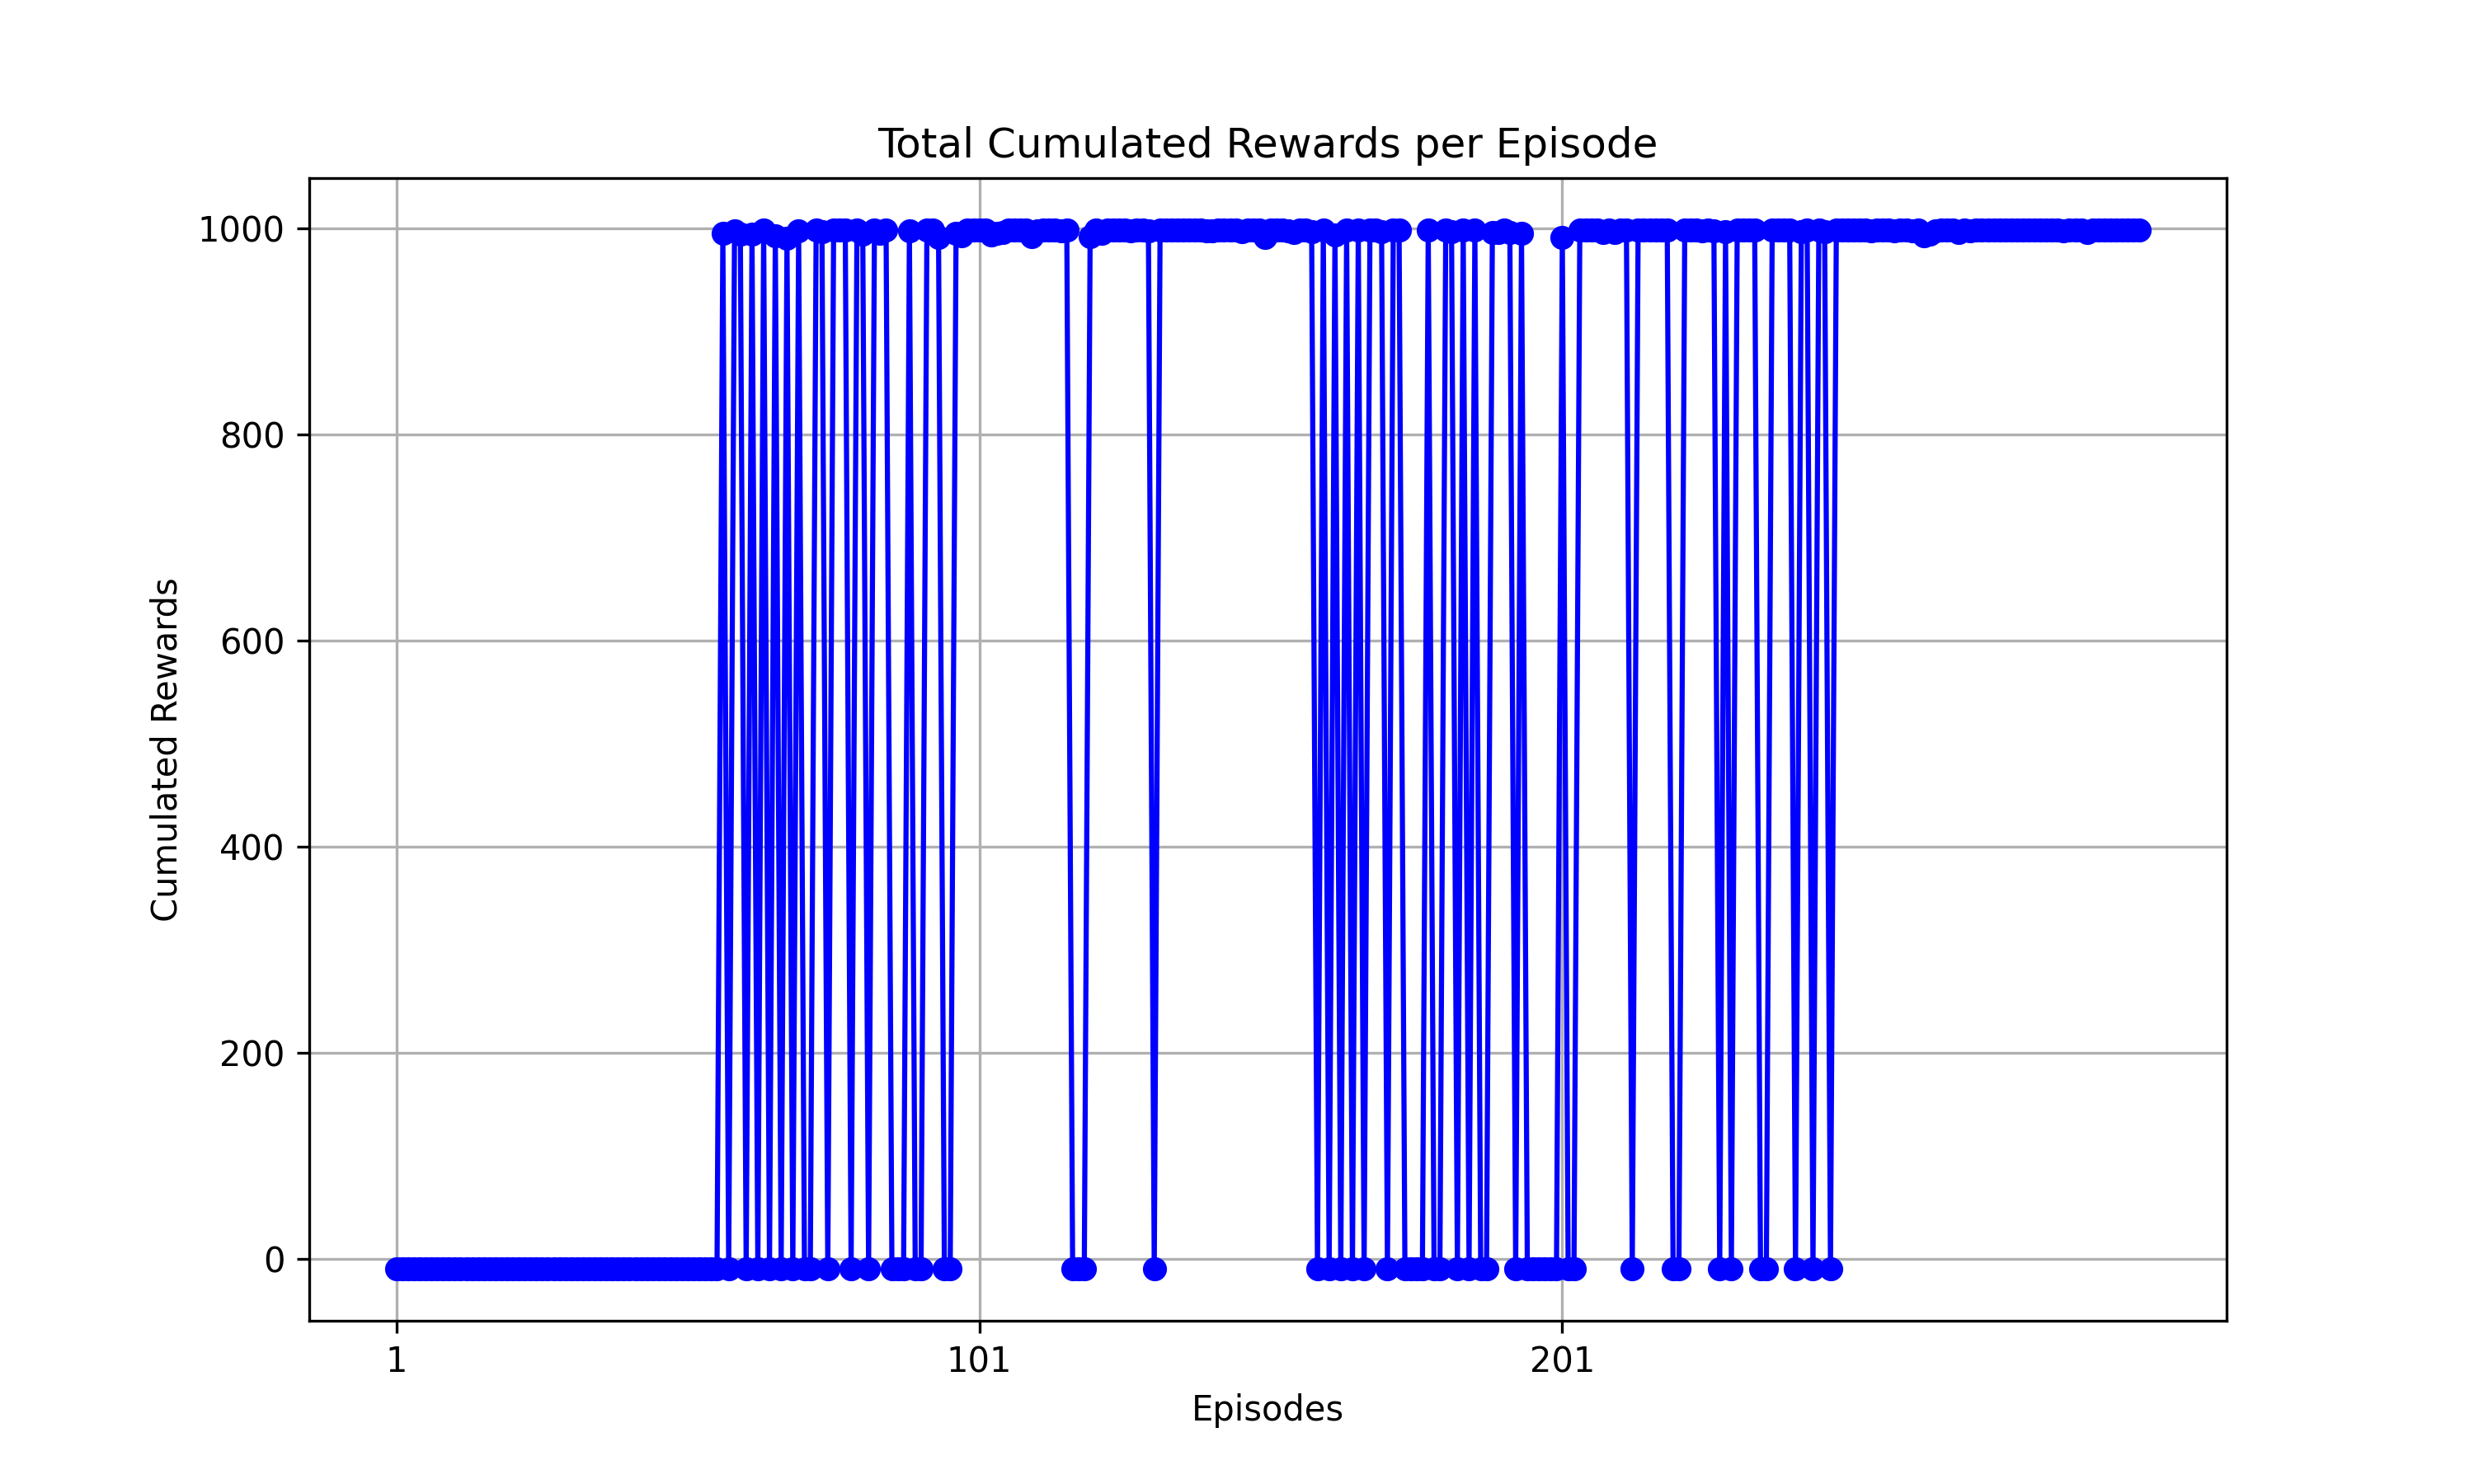 Total Cumulated Rewards per Episode
1000
800
600
400
200
0
Cumulated Rewards
1 101 201
Episodes